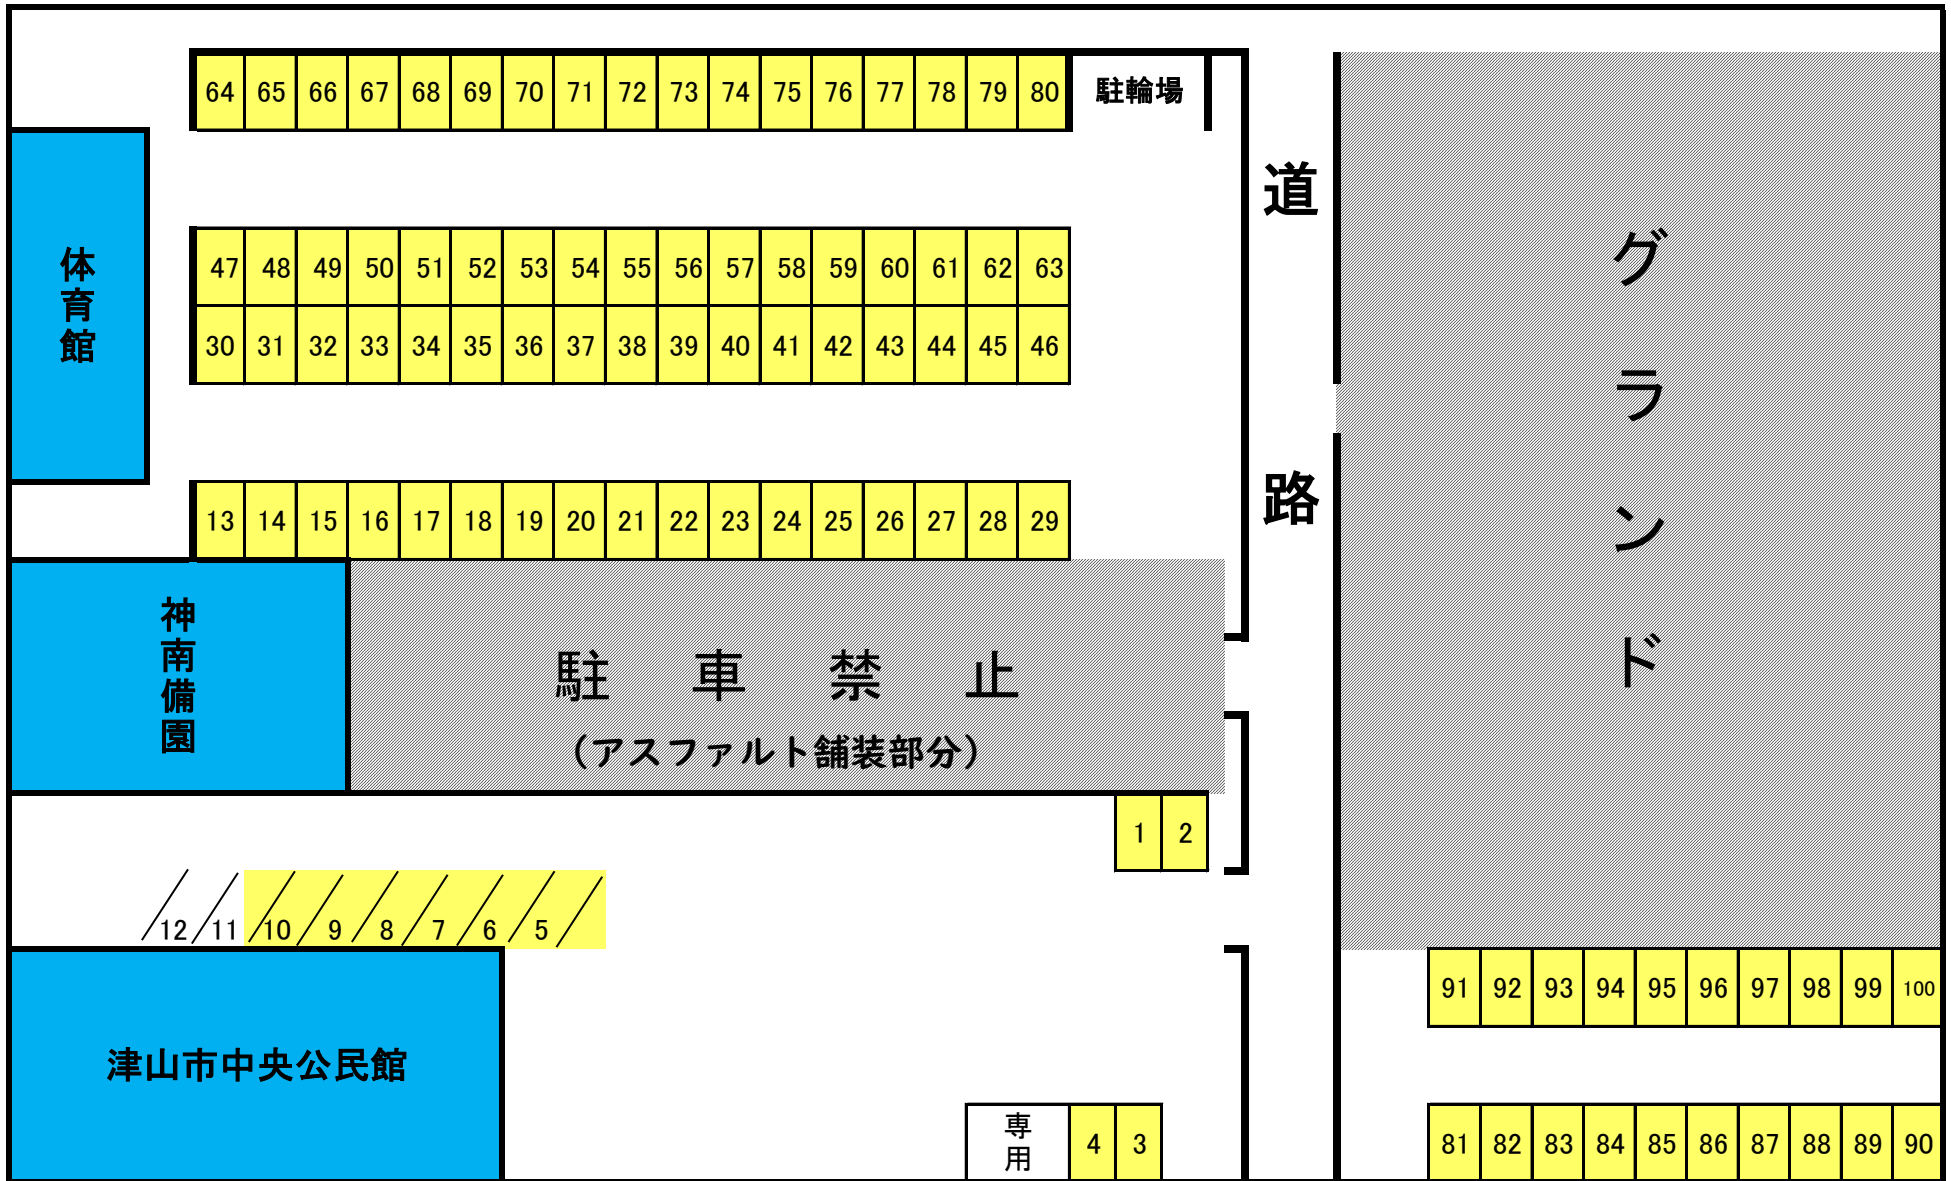 64 65 66 67 68 69 70 71 72 73 74 75 76 77 78 79 80 駐輪場
47 48 49 50 51 52 53 54 55 56 57 58 59 60 61 62 63
30 31 32 33 34 35 36 37 38 39 40 41 42 43 44 45 46
体育館
13 14 15 16 17 18 19 20 21 22 23 24 25 26 27 28 29
道路
グランド
神南備園
駐車禁止
(アスファルト舗装部分)
1 2
12 11 10 9 8 7 6 5
津山市中央公民館
専用 4 3
91 92 93 94 95 96 97 98 99 100
81 82 83 84 85 86 87 88 89 90